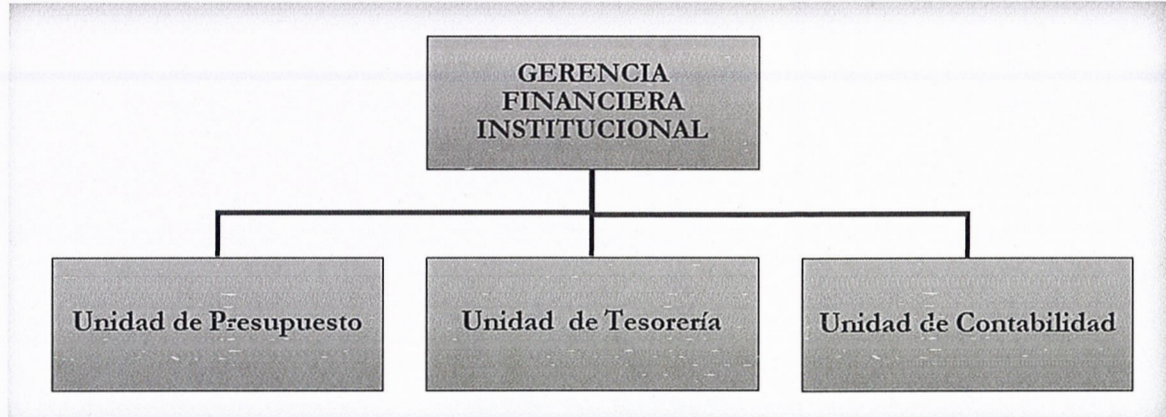 GERENCIA
FINANCIERA
INSTITUCIONAL
Unidad de Presupuesto
Unidad de Tesorería
Unidad de Contabilidad